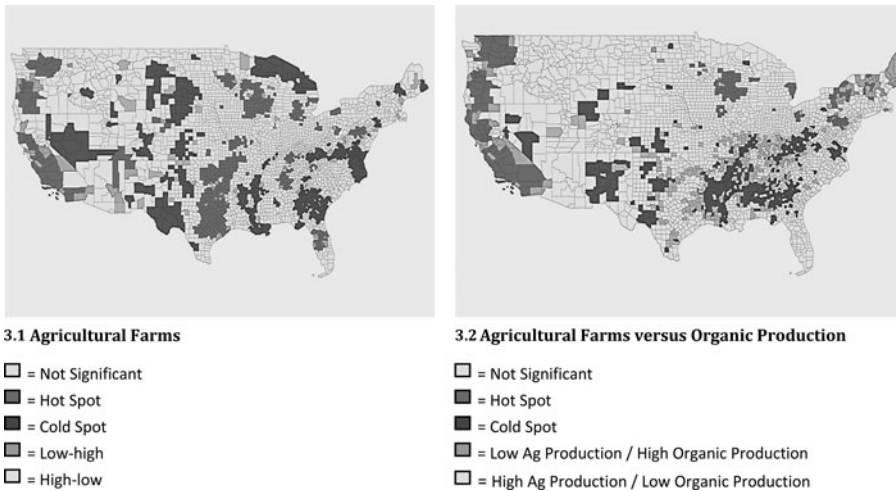 3.1 Agricultural Farms
= Not Significant
= Hot Spot
= Cold Spot
= Low-high
= High-low
3.2 Agricultural Farms versus Organic Production
= Not Significant
= Hot Spot
= Cold Spot
= Low Ag Production / High Organic Production
= High Ag Production / Low Organic Production